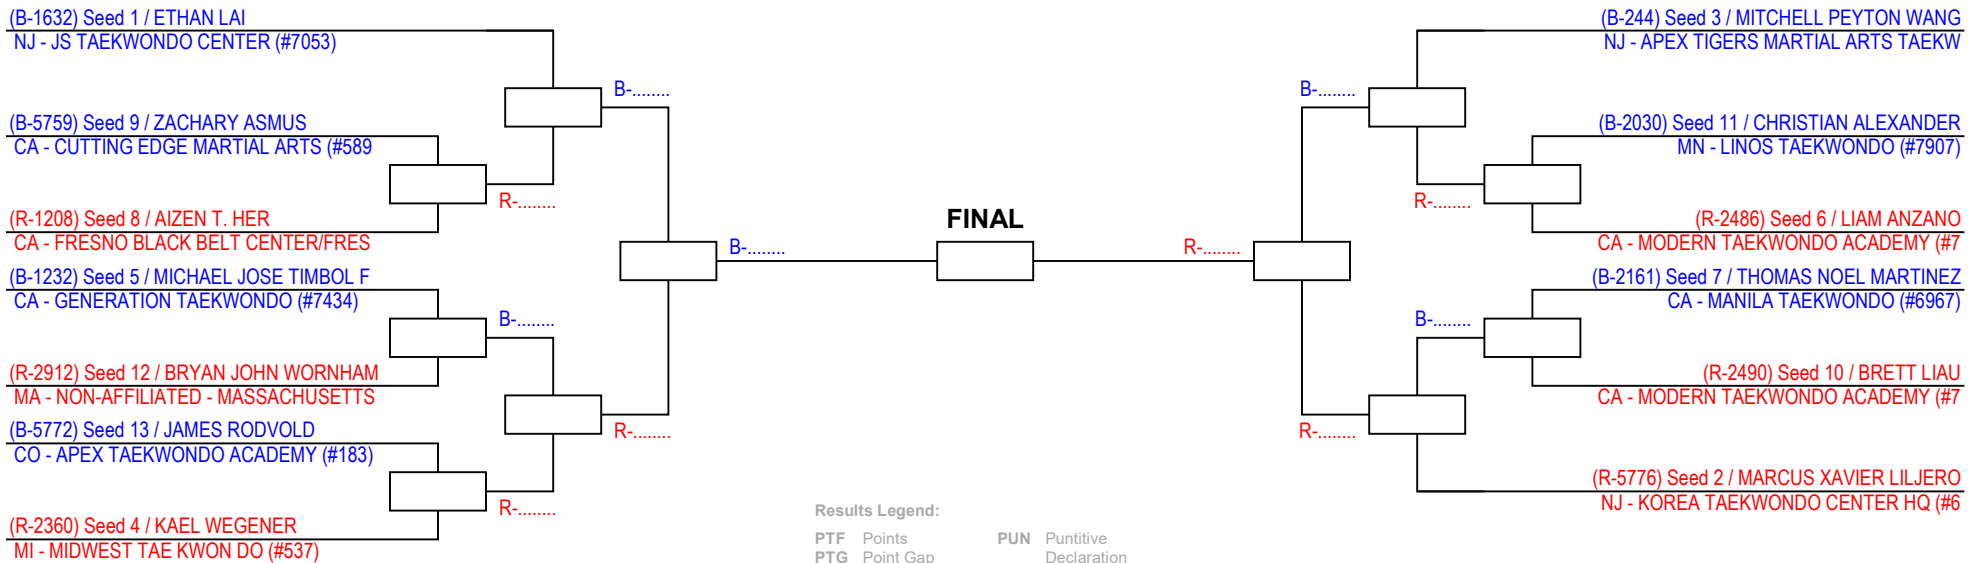 (B-1632) Seed 1 / ETHAN LAI
NJ - JS TAEKWONDO CENTER (#7053)
B-........
(B-5759) Seed 9 / ZACHARY ASMUS
CA - CUTTING EDGE MARTIAL ARTS (#589
R-........
(R-1208) Seed 8 / AIZEN T. HER
CA - FRESNO BLACK BELT CENTER/FRES
B-........
(B-1232) Seed 5 / MICHAEL JOSE TIMBOL F
CA - GENERATION TAEKWONDO (#7434)
B-........
(R-2912) Seed 12 / BRYAN JOHN WORNHAM
MA - NON-AFFILIATED - MASSACHUSETTS
R-........
(B-5772) Seed 13 / JAMES RODVOLD
CO - APEX TAEKWONDO ACADEMY (#183)
R-........
(R-2360) Seed 4 / KAEL WEGENER
MI - MIDWEST TAE KWON DO (#537)
FINAL
(B-244) Seed 3 / MITCHELL PEYTON WANG
NJ - APEX TIGERS MARTIAL ARTS TAEKW
B-........
(B-2030) Seed 11 / CHRISTIAN ALEXANDER
MN - LINOS TAEKWONDO (#7907)
R-........
(R-2486) Seed 6 / LIAM ANZANO
CA - MODERN TAEKWONDO ACADEMY (#7
R-........
(B-2161) Seed 7 / THOMAS NOEL MARTINEZ
CA - MANILA TAEKWONDO (#6967)
B-........
(R-2490) Seed 10 / BRETT LIAU
CA - MODERN TAEKWONDO ACADEMY (#7
R-........
(R-5776) Seed 2 / MARCUS XAVIER LILJERO
NJ - KOREA TAEKWONDO CENTER HQ (#6
Results Legend:
PTF Points PUN Puntitive
PTG Point Gap Declaration